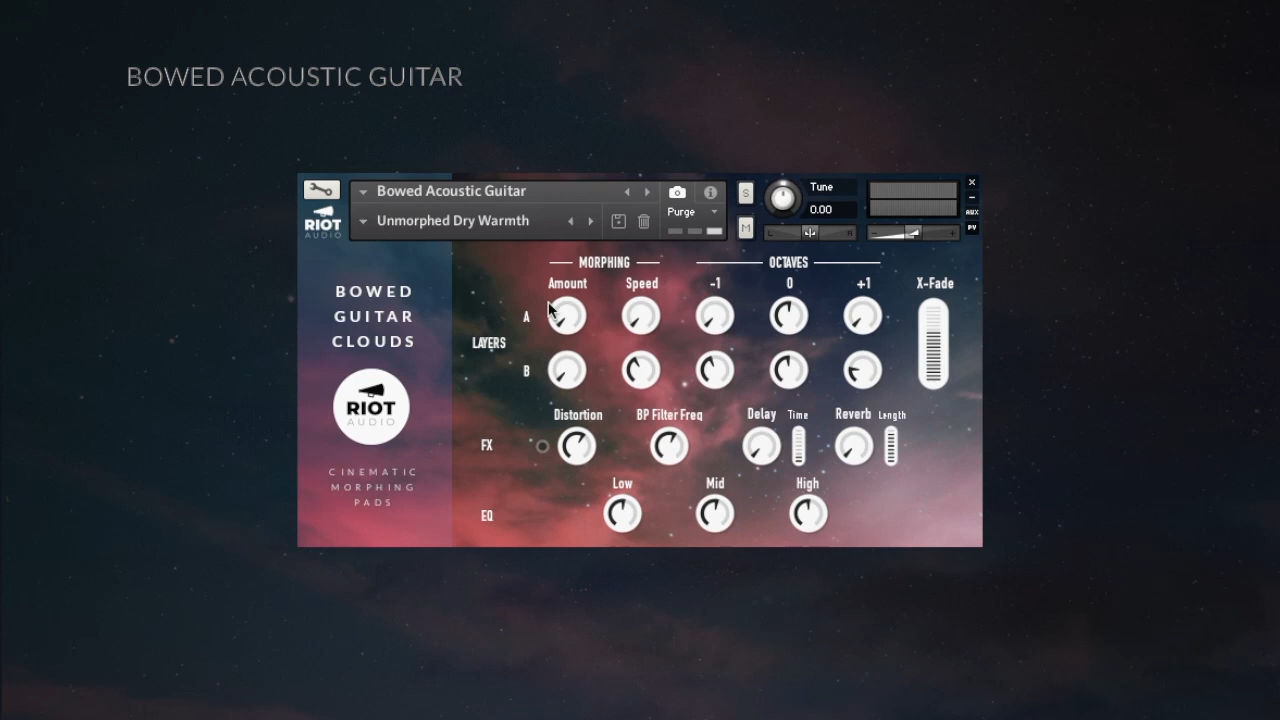 BOWED ACOUSTIC GUITAR
Bowed Acoustic Guitar
Unmorphed Dry Warmth
Purge
S
M
Tune
0.00
L R
- +
x
-
AUX
PV
RIOT
AUDIO
BOWED
GUITAR
CLOUDS
RIOT
AUDIO
CINEMATIC
MORPHING
PADS
MORPHING OCTAVES
Amount Speed -1 0 +1 X-Fade
A
LAYERS
B
Distortion BP Filter Freq Delay Time Reverb Length
FX
Low Mid High
EQ